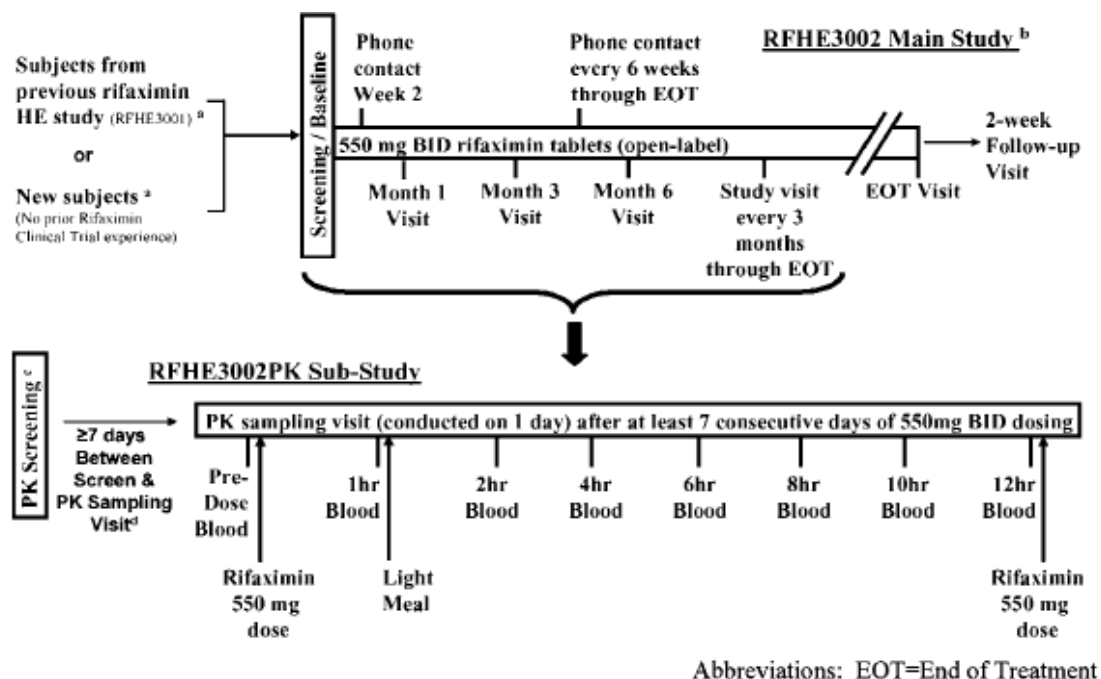 RFHE3002 Main Study b
Subjects from
previous rifaximin
HE study (RFHE3001) a
or
New subjects a
(No prior Rifaximin
Clinical Trial experience)
Screening / Baseline
Phone
contact
Week 2
Phone contact
every 6 weeks
through EOT
550 mg BID rifaximin tablets (open-label)
Month 1
Visit
Month 3
Visit
Month 6
Visit
Study visit
every 3
months
through EOT
EOT Visit
2-week
Follow-up
Visit
RFHE3002PK Sub-Study
PK Screening c
≥7 days
Between
Screen &
PK Sampling
Visit d
PK sampling visit (conducted on 1 day) after at least 7 consecutive days of 550mg BID dosing
Pre-
Dose
Blood
1hr
Blood
2hr
Blood
4hr
Blood
6hr
Blood
8hr
Blood
10hr
Blood
12hr
Blood
Rifaximin
550 mg
dose
Light
Meal
Rifaximin
550 mg
dose
Abbreviations: EOT=End of Treatment